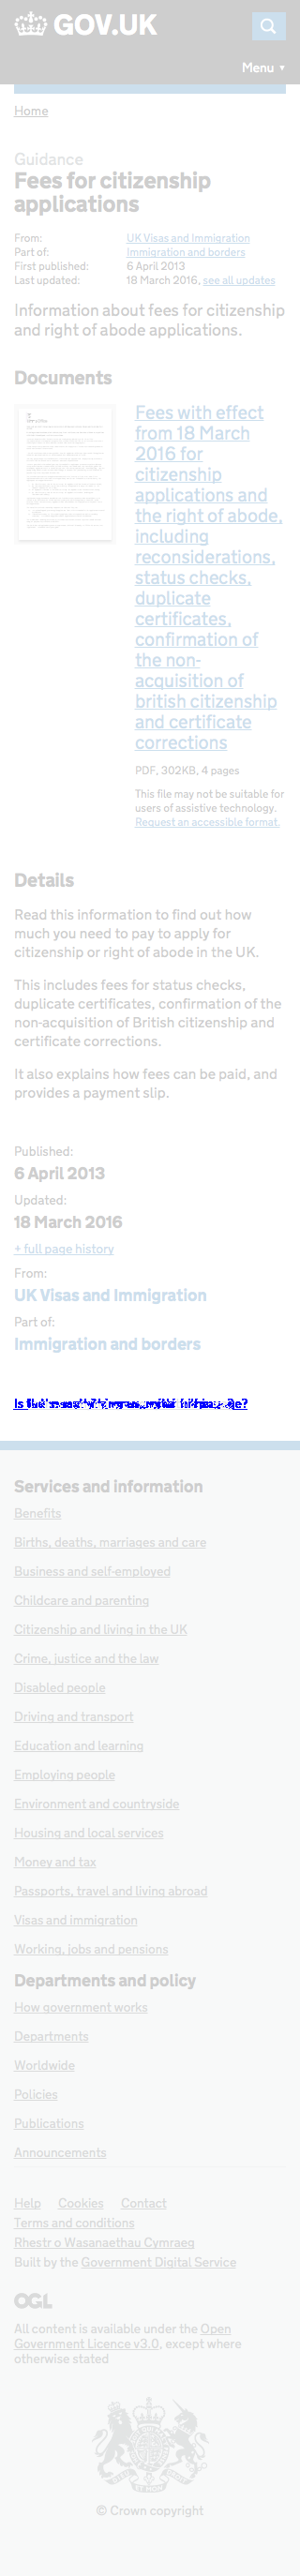 GOV.UK
Menu ▼
Home
Guidance
Fees for citizenship
applications
From: UK Visas and Immigration
Part of: Immigration and borders
First published: 6 April 2013
Last updated: 18 March 2016, see all updates
Information about fees for citizenship
and right of abode applications.
Documents
Fees with effect
from 18 March
2016 for
citizenship
applications and
the right of abode,
including
reconsiderations,
status checks,
duplicate
certificates,
confirmation of
the non-
acquisition of
british citizenship
and certificate
corrections
PDF, 302KB, 4 pages
This file may not be suitable for
users of assistive technology.
Request an accessible format.
Details
Read this information to find out how
much you need to pay to apply for
citizenship or right of abode in the UK.
This includes fees for status checks,
duplicate certificates, confirmation of the
non-acquisition of British citizenship and
certificate corrections.
It also explains how fees can be paid, and
provides a payment slip.
Published:
6 April 2013
Updated:
18 March 2016
+ full page history
From:
UK Visas and Immigration
Part of:
Immigration and borders
Services and information
Benefits
Births, deaths, marriages and care
Business and self-employed
Childcare and parenting
Citizenship and living in the UK
Crime, justice and the law
Disabled people
Driving and transport
Education and learning
Employing people
Environment and countryside
Housing and local services
Money and tax
Passports, travel and living abroad
Visas and immigration
Working, jobs and pensions
Departments and policy
How government works
Departments
Worldwide
Policies
Publications
Announcements
Help Cookies Contact
Terms and conditions
Rhestr o Wasanaethau Cymraeg
Built by the Government Digital Service
OGL
All content is available under the Open
Government Licence v3.0, except where
otherwise stated
© Crown copyright